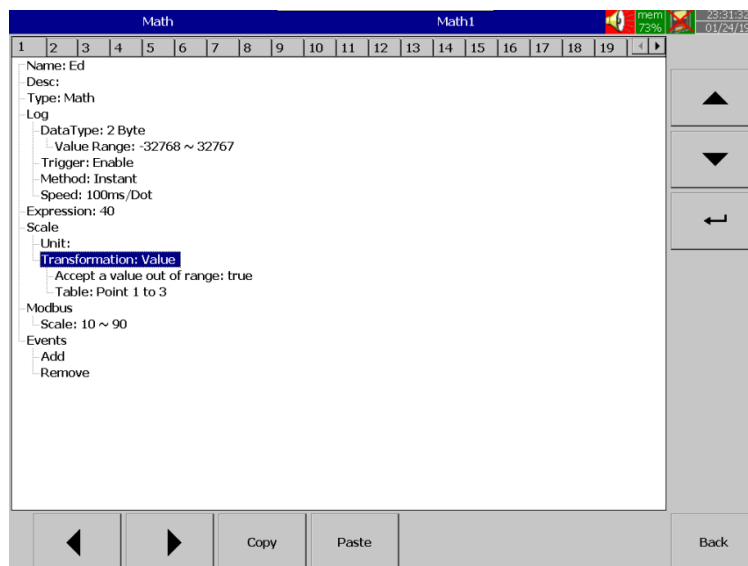 Math Math1 mem 73% 23:31:32 01/24/19
1 2 3 4 5 6 7 8 9 10 11 12 13 14 15 16 17 18 19
Name: Ed
Desc:
Type: Math
Log
DataType: 2 Byte
Value Range: -32768 ~ 32767
Trigger: Enable
Method: Instant
Speed: 100ms/Dot
Expression: 40
Scale
Unit:
Transformation: Value
Accept a value out of range: true
Table: Point 1 to 3
Modbus
Scale: 10 ~ 90
Events
Add
Remove
Copy Paste Back